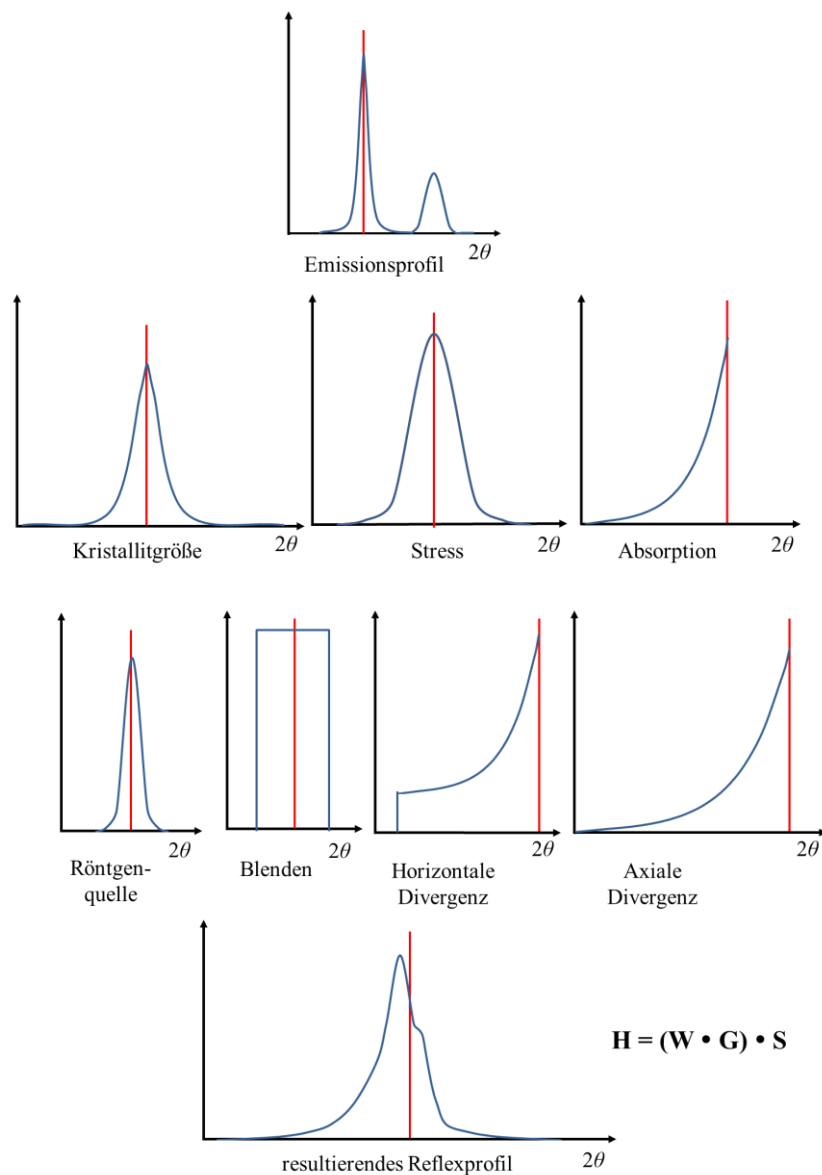 2θ
Emissionsprofil
2θ
Kristallitgröße
2θ
Stress
2θ
Absorption
2θ
Röntgen-
quelle
2θ
Blenden
2θ
Horizontale
Divergenz
2θ
Axiale
Divergenz
H = (W • G) • S
2θ
resultierendes Reflexprofil